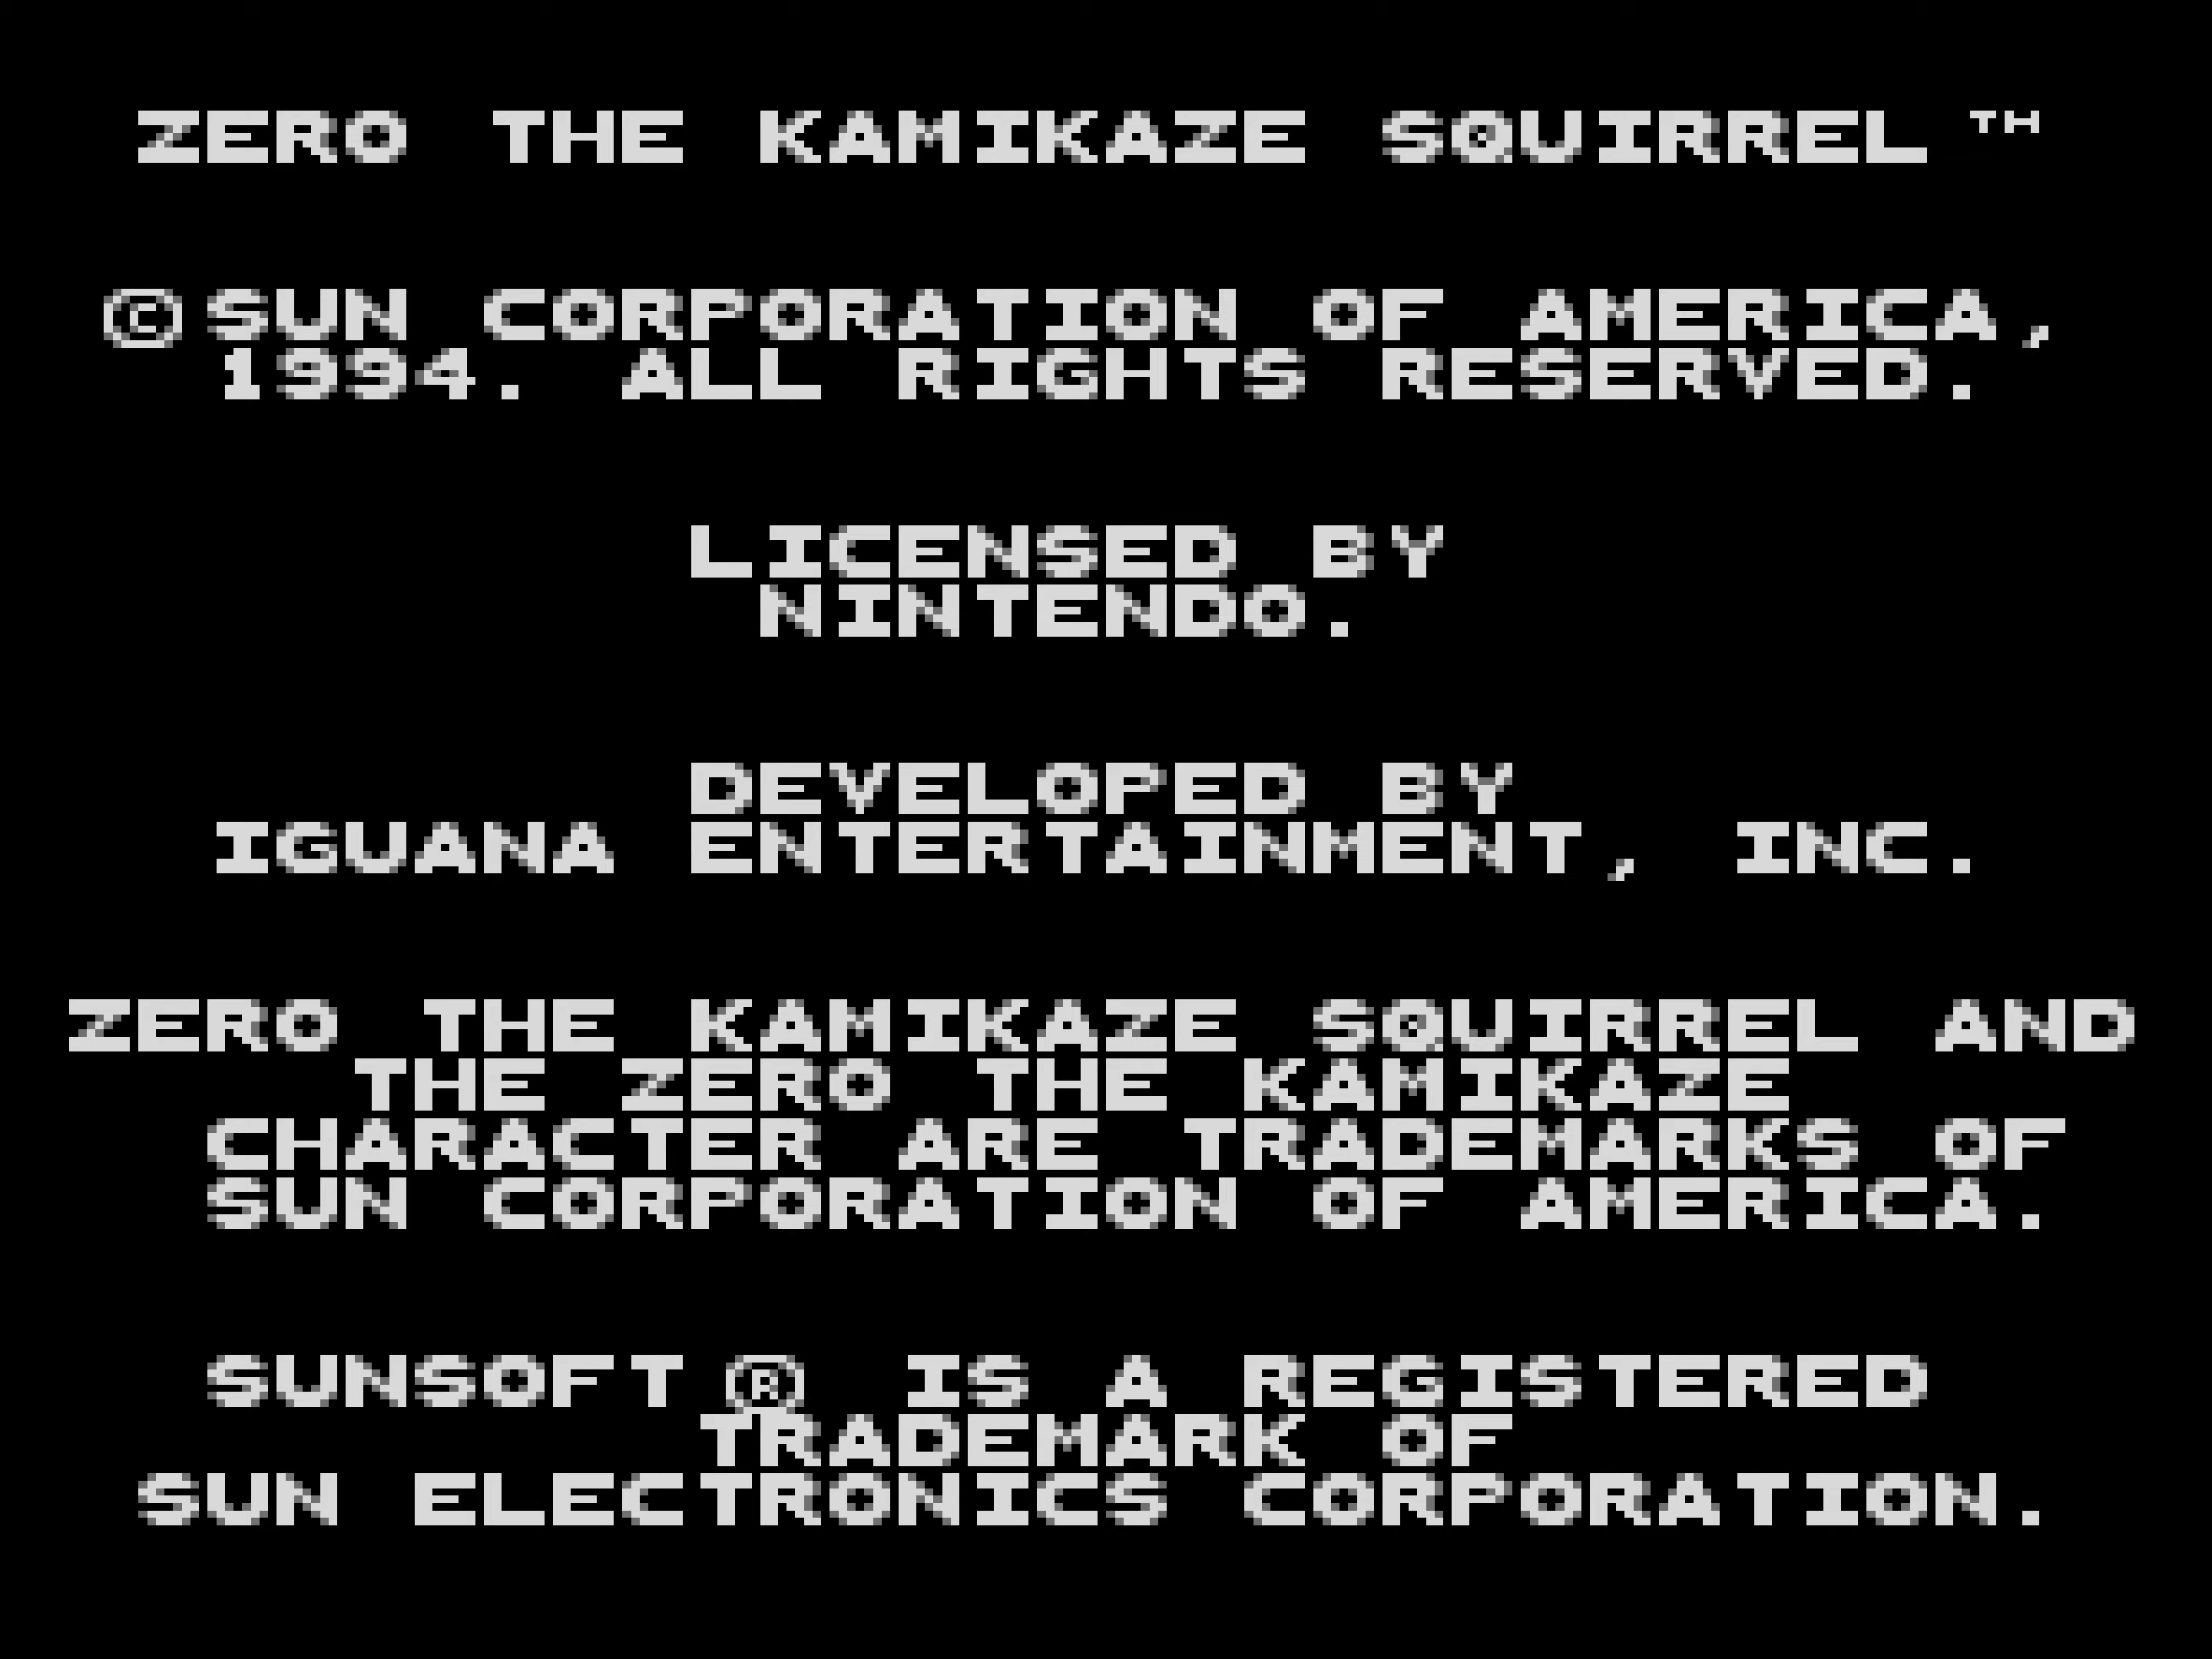 ZERO THE KAMIKAZE SQUIRREL ™
© SUN CORPORATION OF AMERICA,
1994. ALL RIGHTS RESERVED.
LICENSED BY
NINTENDO.
DEVELOPED BY
IGUANA ENTERTAINMENT, INC.
ZERO THE KAMIKAZE SQUIRREL AND
THE ZERO THE KAMIKAZE
CHARACTER ARE TRADEMARKS OF
SUN CORPORATION OF AMERICA.
SUNSOFT ® IS A REGISTERED
TRADEMARK OF
SUN ELECTRONICS CORPORATION.